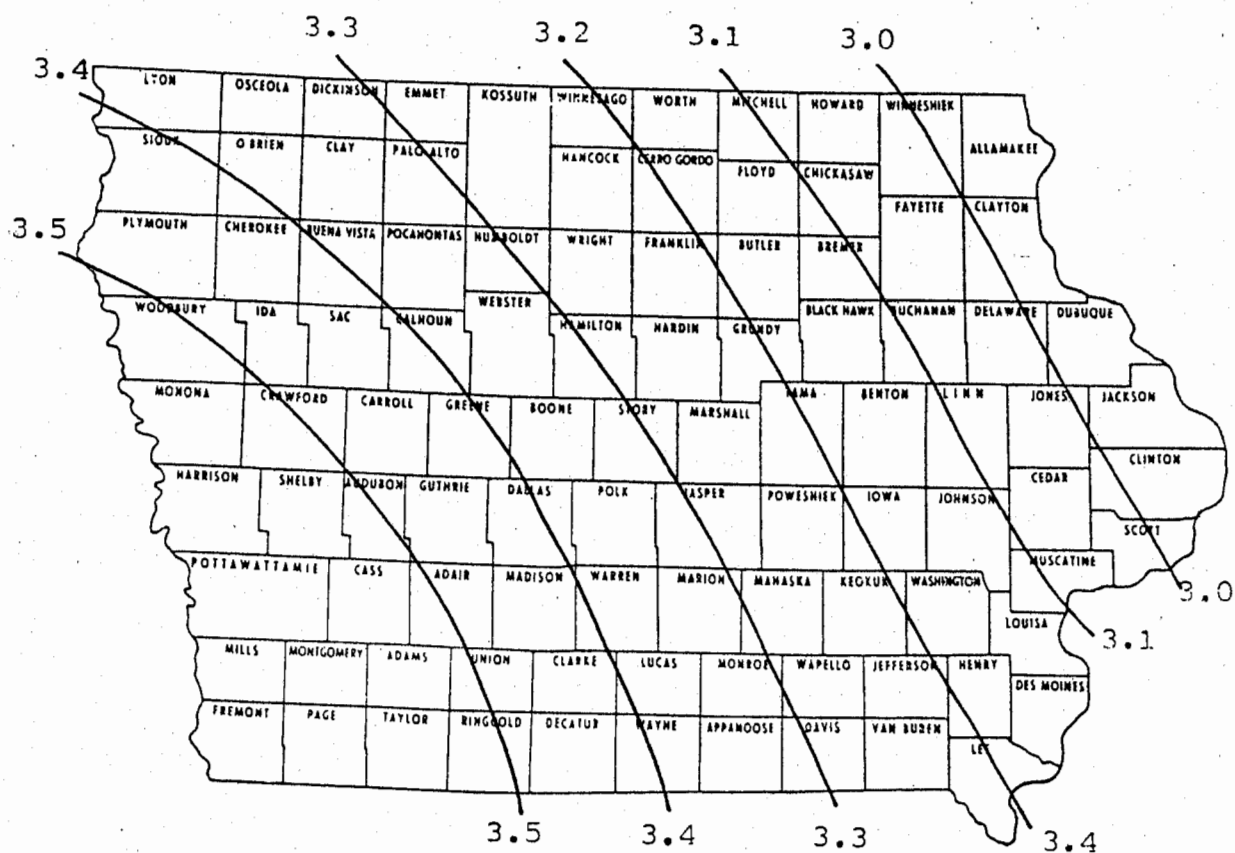 3.3
3.2
3.1
3.0
3.4
LYON OSCEOLA DICKINSON EMMET KOSSUTH WINNEBAGO WORTH MITCHELL HOWARD WINNESHIEK
ALLAMAKEE
SIOUX O BRIEN CLAY PALO ALTO HANCOCK CERRO GORDO FLOYD CHICKASAW
FAYETTE CLAYTON
3.5
PLYMOUTH CHEROKEE BUENA VISTA POCAHONTAS HUMBOLDT WRIGHT FRANKLIN BUTLER BREMER
WOODBURY IDA SAC CALHOUN WEBSTER HAMILTON HARDIN GRUNDY BLACK HAWK BUCHANAN DELAWARE DUBUQUE
MONONA CRAWFORD CARROLL GREENE BOONE STORY MARSHALL TAMA BENTON LINN JONES JACKSON
CLINTON
HARRISON SHELBY AUDUBON GUTHRIE DALLAS POLK JASPER POWESHIEK IOWA JOHNSON CEDAR
SCOTT
MUSCATINE
POTTAWATTAMIE CASS ADAIR MADISON WARREN MARION MAHASKA KEOKUK WASHINGTON
3.0
LOUISA
3.1
MILLS MONTGOMERY ADAMS UNION CLARKE LUCAS MONROE WAPELLO JEFFERSON HENRY
DES MOINES
FREMONT PAGE TAYLOR RINGGOLD DECATUR WAYNE APPANOOSE DAVIS VAN BUREN
LEE
3.5
3.4
3.3
3.4